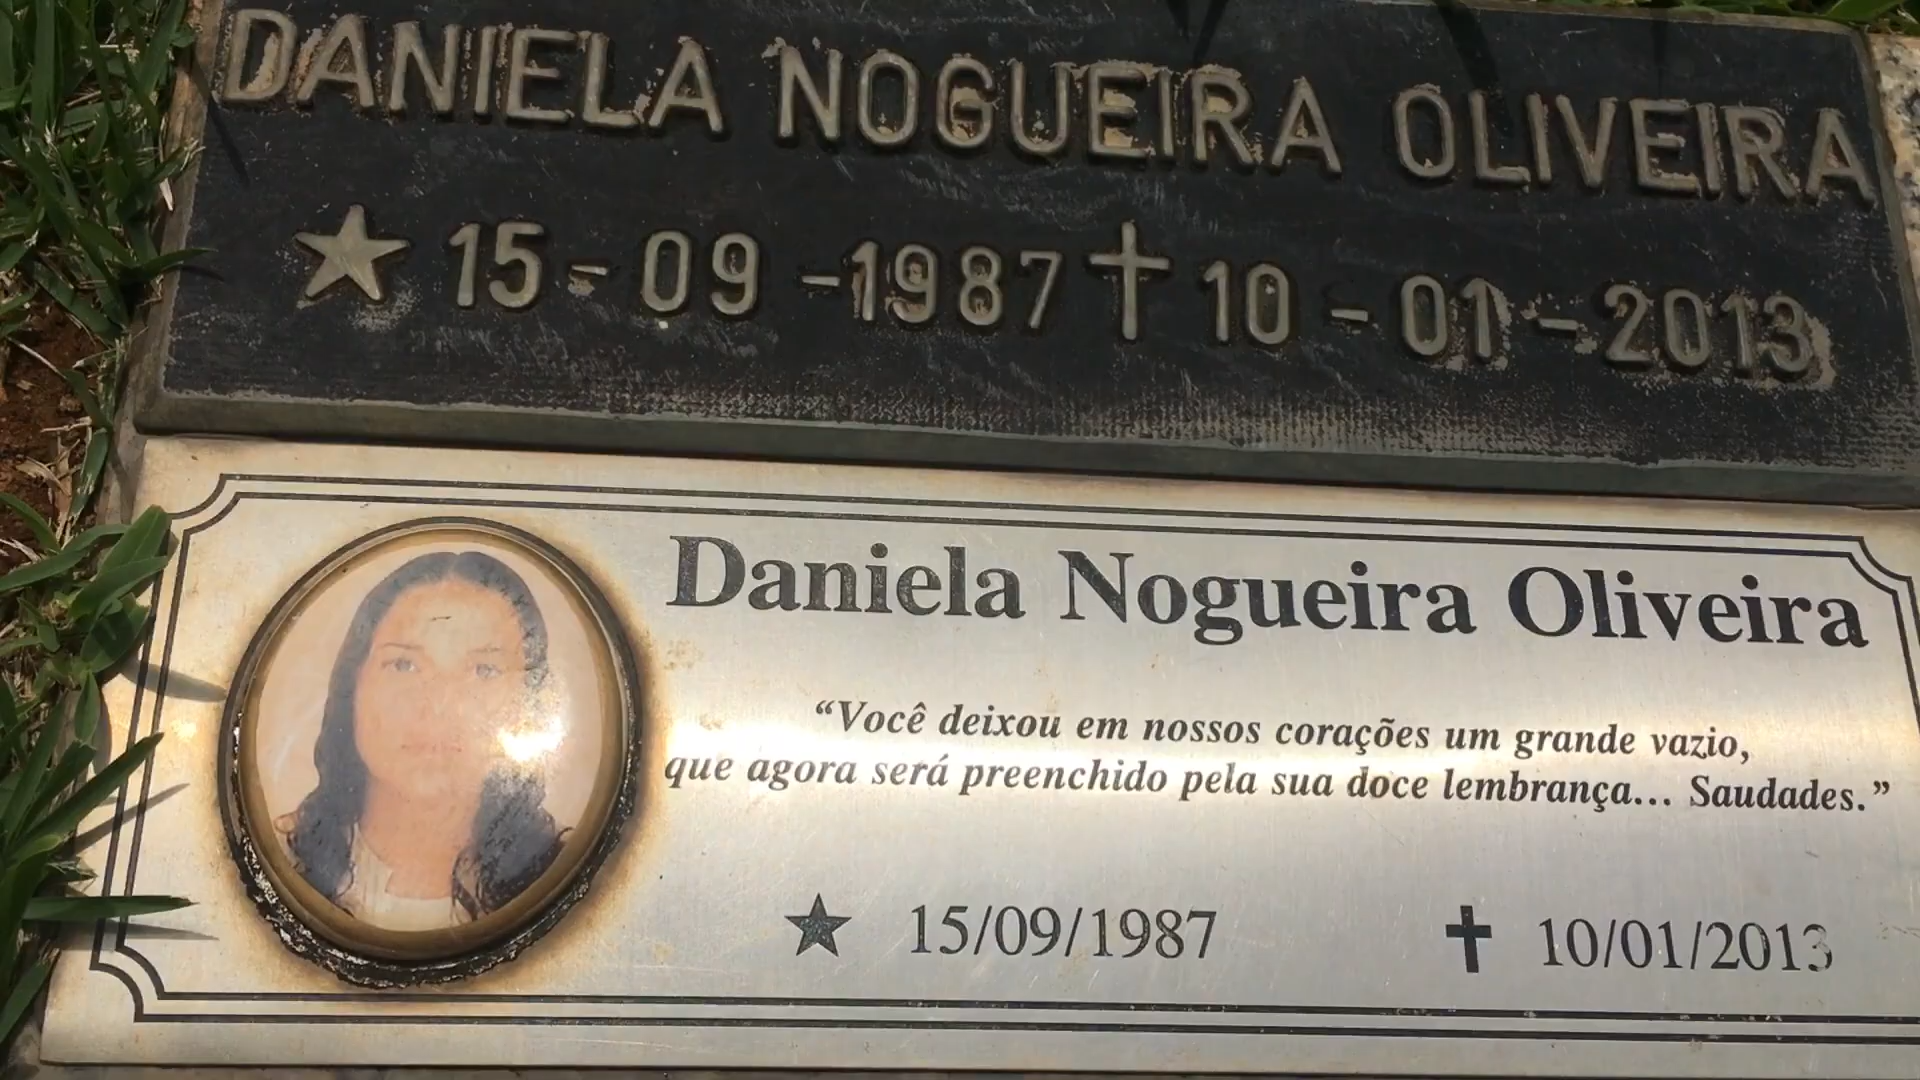 DANIELA NOGUEIRA OLIVEIRA
★ 15-09-1987 ✝ 10-01-2013
Daniela Nogueira Oliveira
“Você deixou em nossos corações um grande vazio,
que agora será preenchido pela sua doce lembrança... Saudades.”
★ 15/09/1987 ✝ 10/01/2013